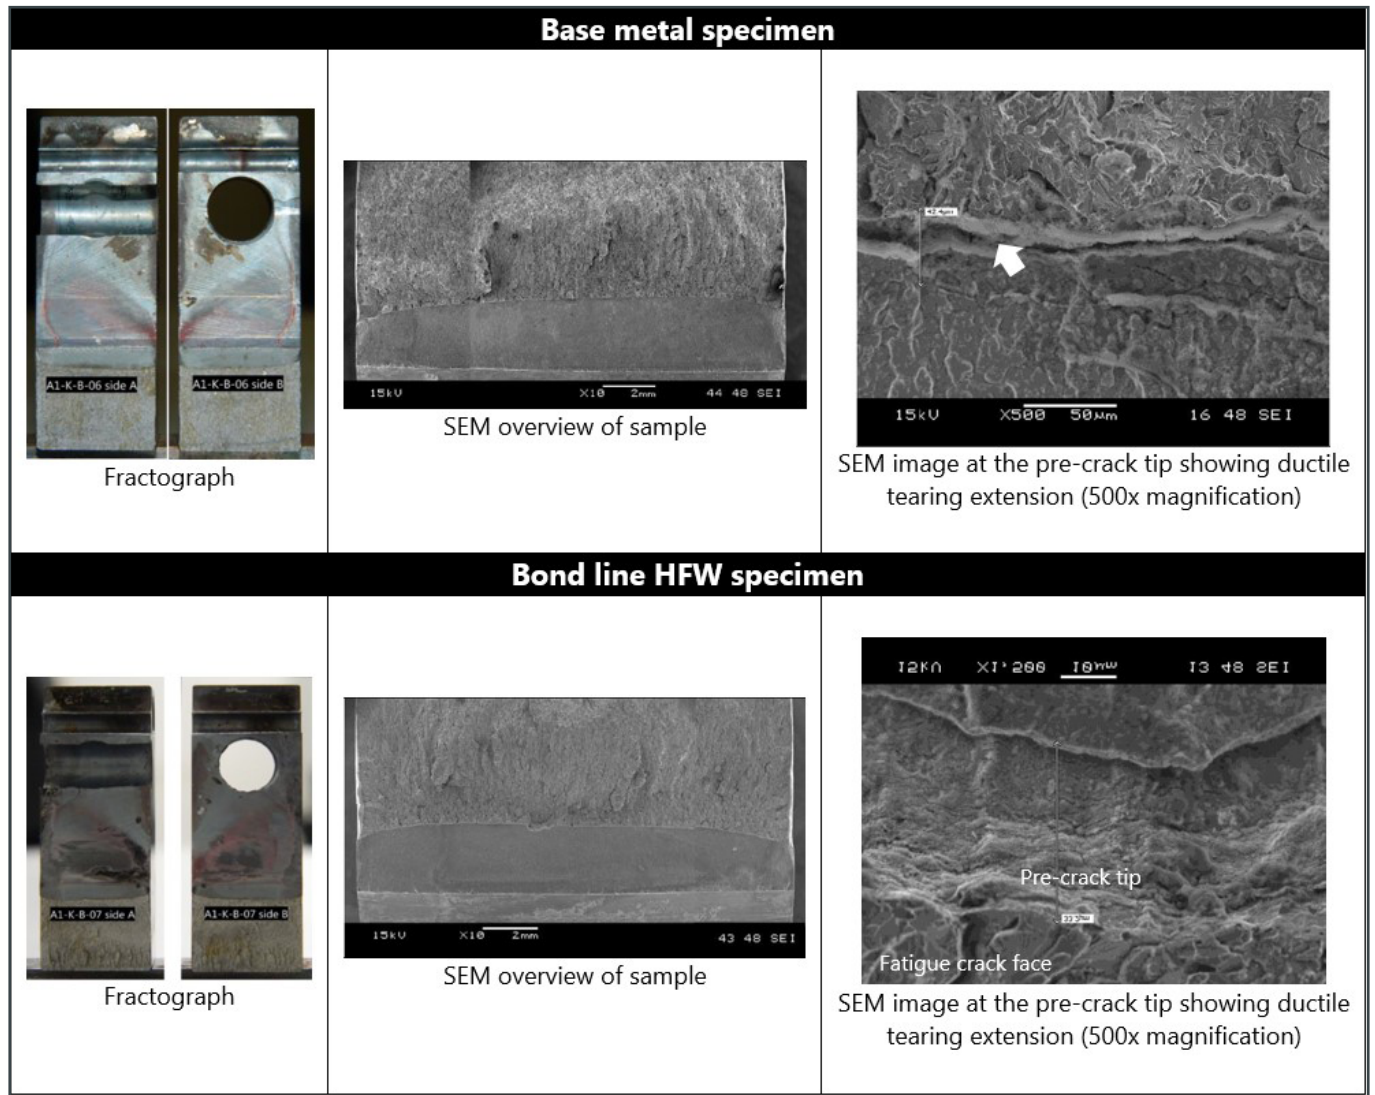 Base metal specimen
A1-K-B-06 side A
A1-K-B-06 side B
Fractograph
15kV X10 2mm 44 48 SEI
SEM overview of sample
42.4µm
15kV X500 50µm 16 48 SEI
SEM image at the pre-crack tip showing ductile
tearing extension (500x magnification)
Bond line HFW specimen
A1-K-B-07 side A
A1-K-B-07 side B
Fractograph
15kV X10 2mm 43 48 SEI
SEM overview of sample
13 48 SEI
Pre-crack tip
Fatigue crack face
SEM image at the pre-crack tip showing ductile
tearing extension (500x magnification)